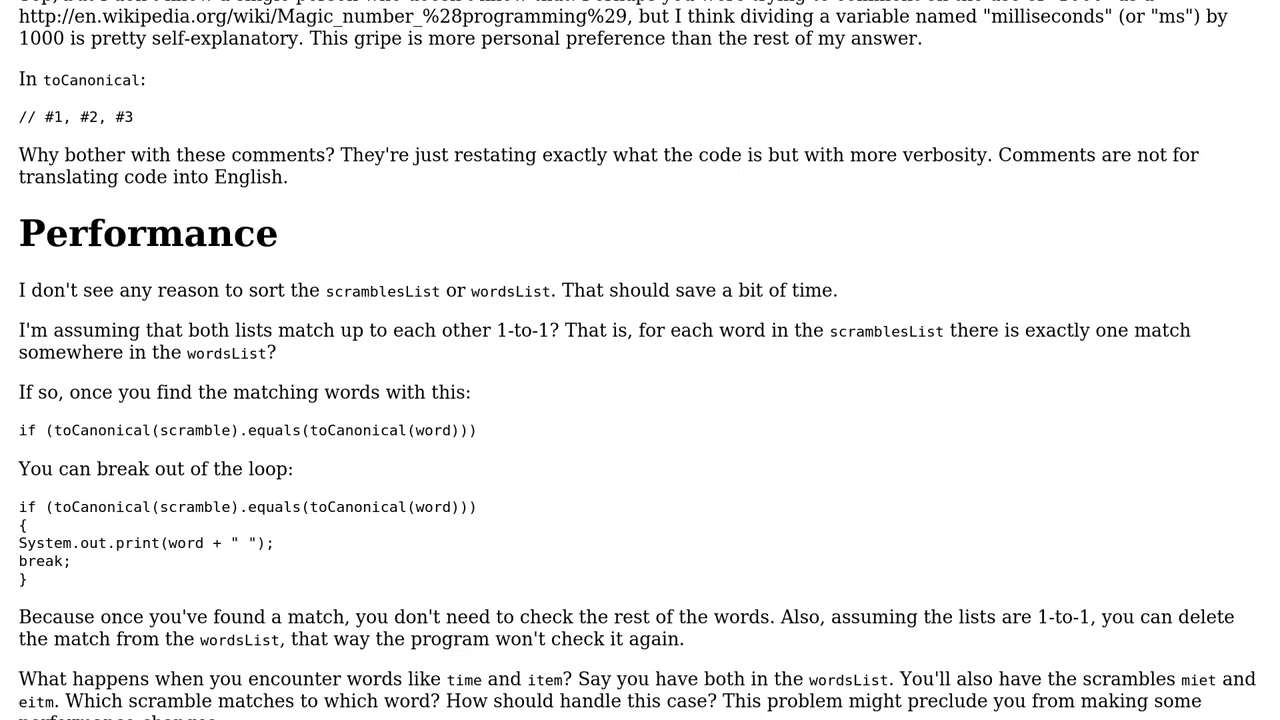 http://en.wikipedia.org/wiki/Magic_number_%28programming%29, but I think dividing a variable named "milliseconds" (or "ms") by
1000 is pretty self-explanatory. This gripe is more personal preference than the rest of my answer.
In toCanonical:
// #1, #2, #3
Why bother with these comments? They're just restating exactly what the code is but with more verbosity. Comments are not for
translating code into English.
Performance
I don't see any reason to sort the scramblesList or wordsList. That should save a bit of time.
I'm assuming that both lists match up to each other 1-to-1? That is, for each word in the scramblesList there is exactly one match
somewhere in the wordsList?
If so, once you find the matching words with this:
if (toCanonical(scramble).equals(toCanonical(word)))
You can break out of the loop:
if (toCanonical(scramble).equals(toCanonical(word)))
{
System.out.print(word + " ");
break;
}
Because once you've found a match, you don't need to check the rest of the words. Also, assuming the lists are 1-to-1, you can delete
the match from the wordsList, that way the program won't check it again.
What happens when you encounter words like time and item? Say you have both in the wordsList. You'll also have the scrambles miet and
eitm. Which scramble matches to which word? How should handle this case? This problem might preclude you from making some